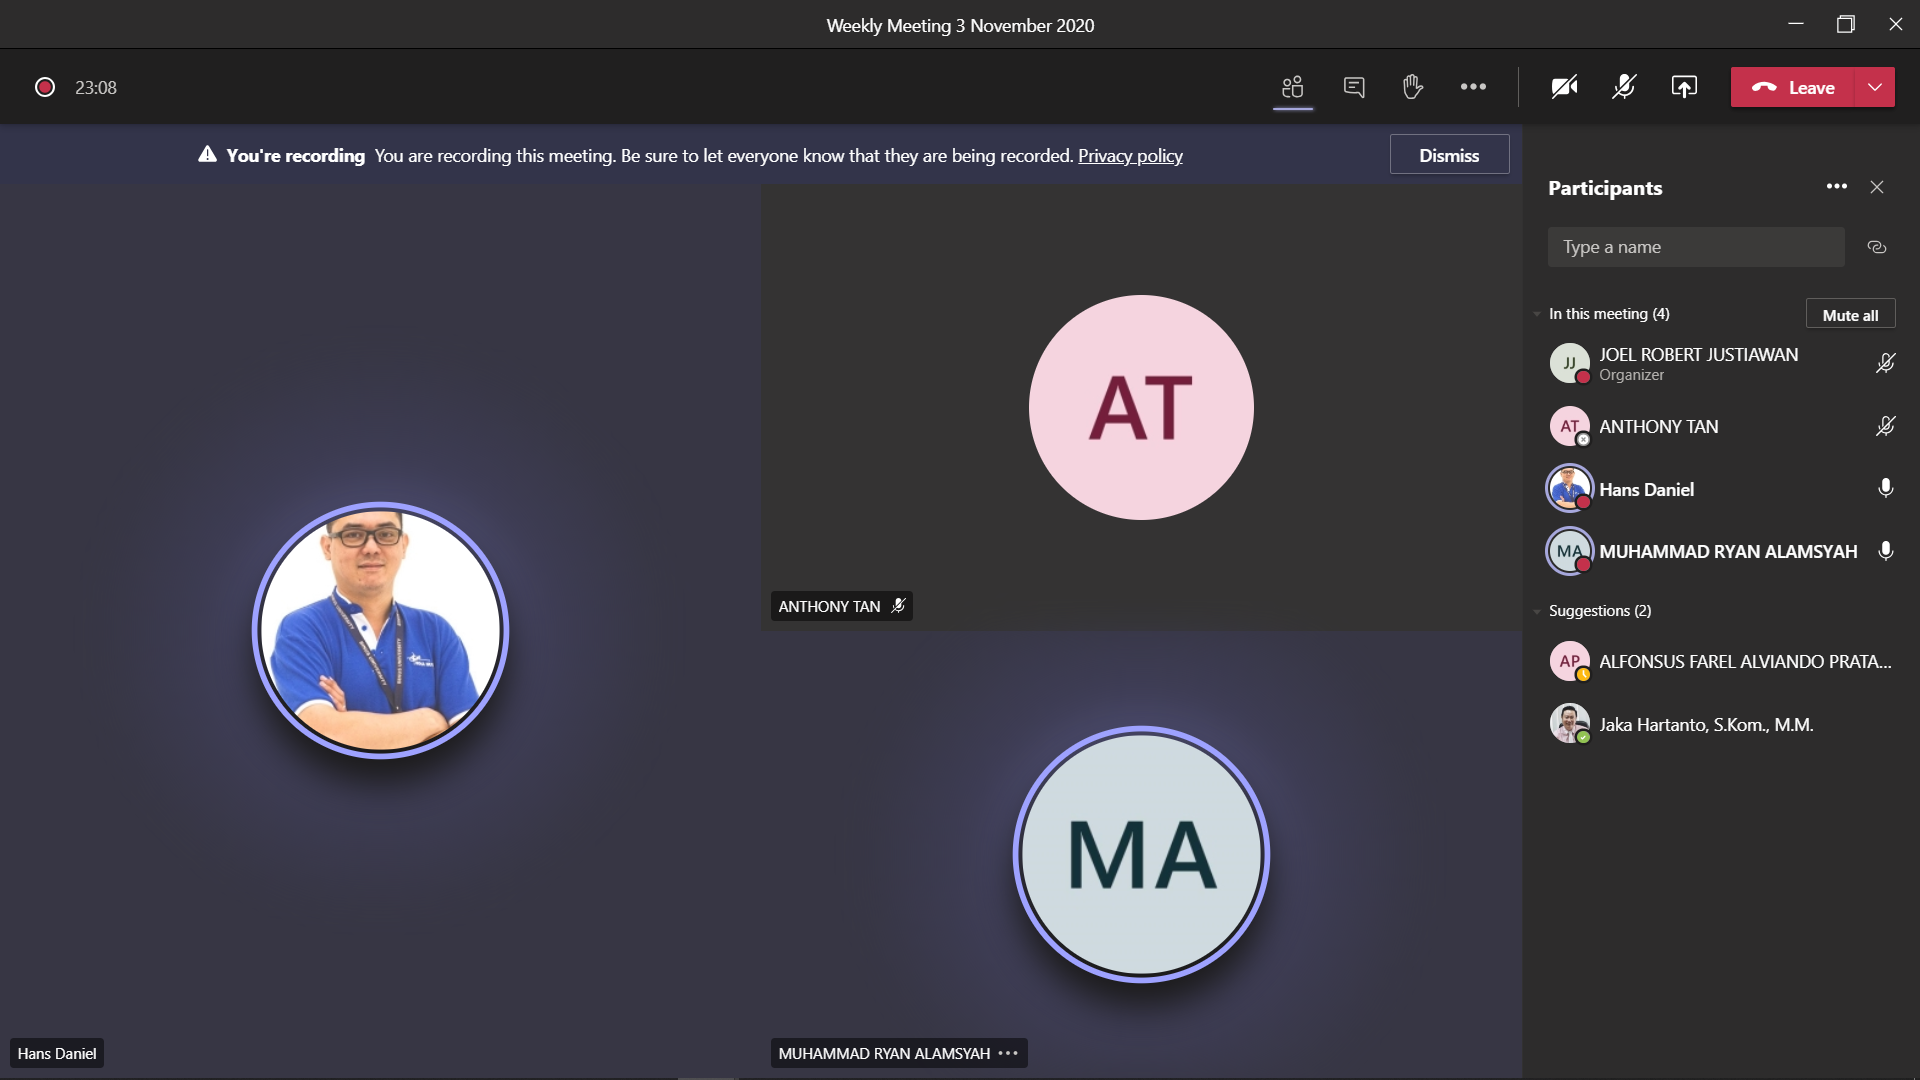 Weekly Meeting 3 November 2020
23:08
Leave
You're recording You are recording this meeting. Be sure to let everyone know that they are being recorded. Privacy policy
Dismiss
AT
ANTHONY TAN
Hans Daniel
MA
MUHAMMAD RYAN ALAMSYAH
Participants
Type a name
In this meeting (4)
Mute all
JJ
JOEL ROBERT JUSTIAWAN
Organizer
AT
ANTHONY TAN
Hans Daniel
MA
MUHAMMAD RYAN ALAMSYAH
Suggestions (2)
AP
ALFONSUS FAREL ALVIANDO PRATA...
Jaka Hartanto, S.Kom., M.M.